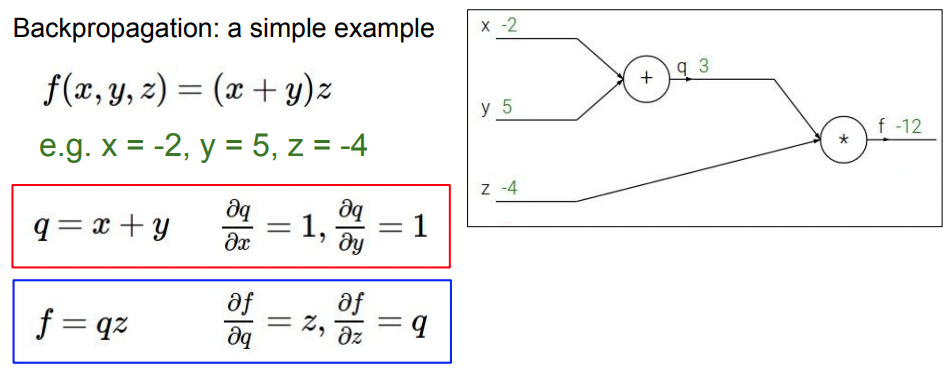 Backpropagation: a simple example
f(x, y, z) = (x + y)z
e.g. x = -2, y = 5, z = -4
q = x + y    ∂q/∂x = 1, ∂q/∂y = 1
f = qz    ∂f/∂q = z, ∂f/∂z = q
x -2
y 5
z -4
+
q 3
*
f -12